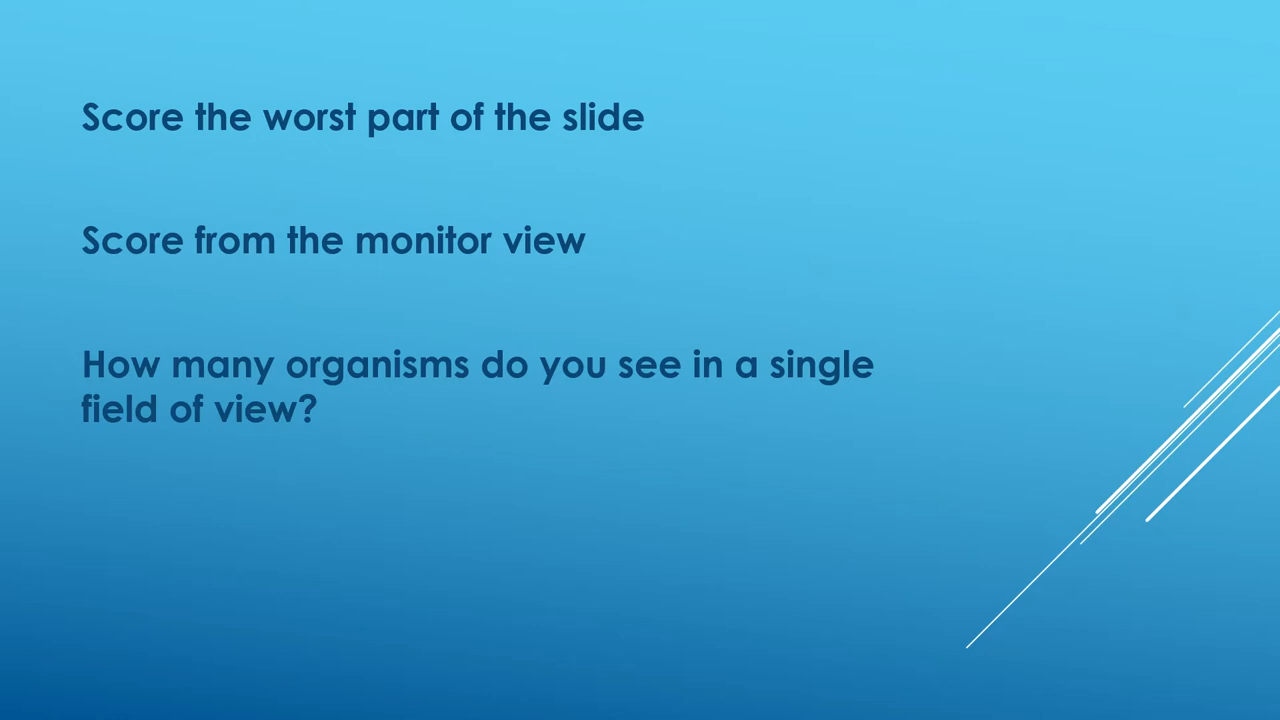 Score the worst part of the slide
Score from the monitor view
How many organisms do you see in a single
field of view?